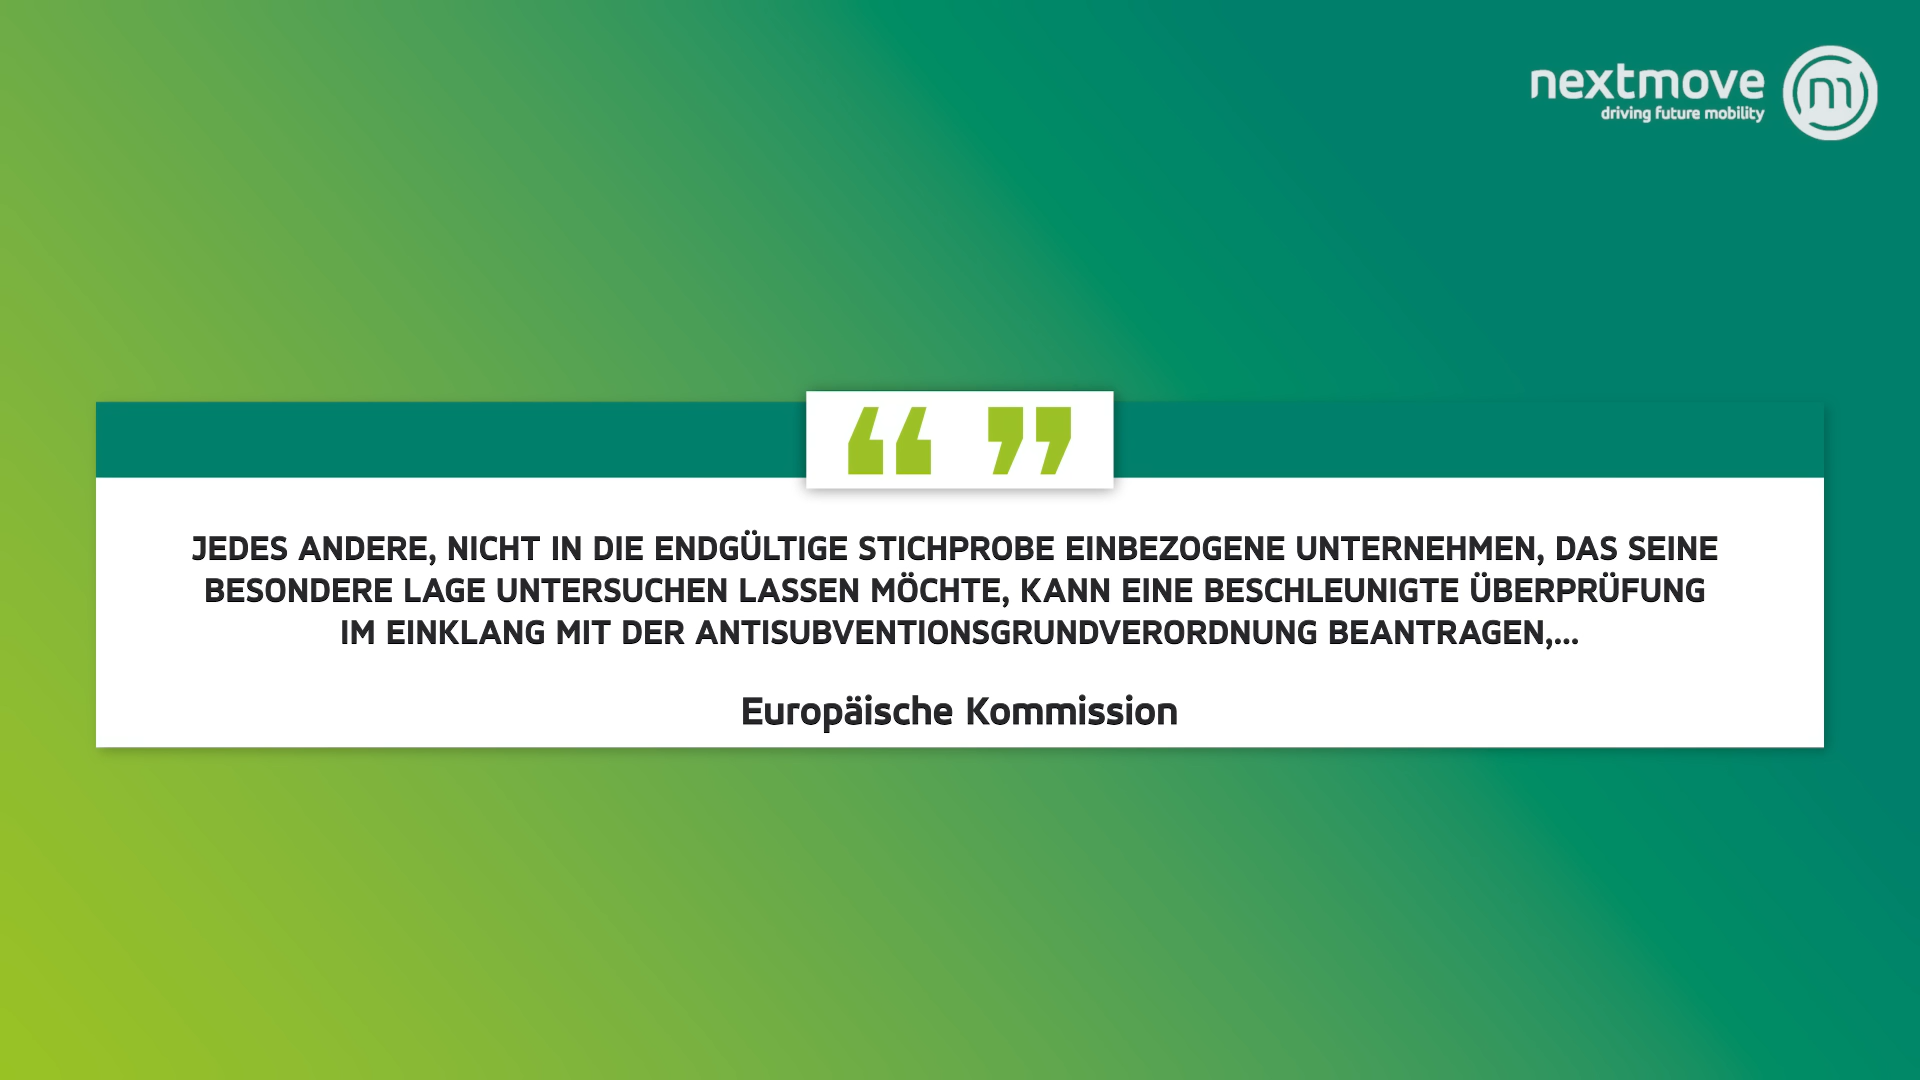 nextmove
driving future mobility
“ ”
JEDES ANDERE, NICHT IN DIE ENDGÜLTIGE STICHPROBE EINBEZOGENE UNTERNEHMEN, DAS SEINE
BESONDERE LAGE UNTERSUCHEN LASSEN MÖCHTE, KANN EINE BESCHLEUNIGTE ÜBERPRÜFUNG
IM EINKLANG MIT DER ANTISUBVENTIONSGRUNDVERORDNUNG BEANTRAGEN,...
Europäische Kommission